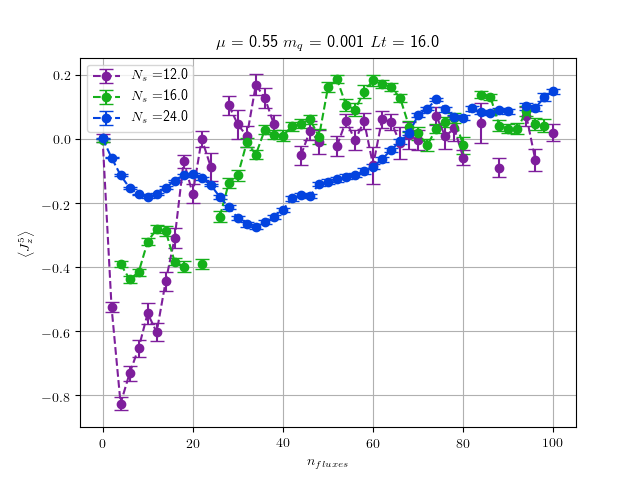 μ = 0.55 m_q = 0.001 Lt = 16.0
N_s =12.0
N_s =16.0
N_s =24.0
0.2
0.0
−0.2
−0.4
−0.6
−0.8
⟨J_z^5⟩
0 20 40 60 80 100
n_fluxes